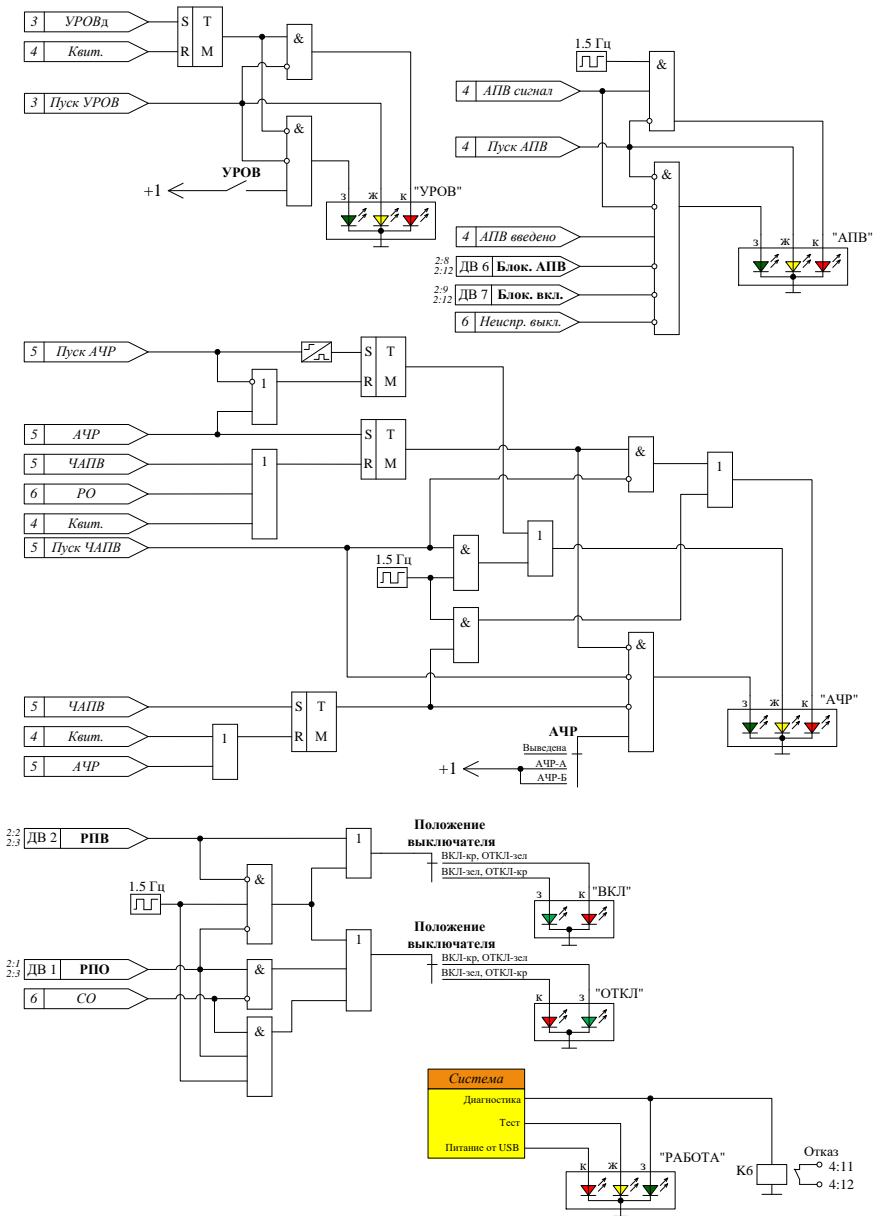 3 УРОВд S T
4 Квит. R M
&
3 Пуск УРОВ
&
УРОВ
+1
з ж к "УРОВ"
1.5 Гц
&
4 АПВ сигнал
4 Пуск АПВ
&
4 АПВ введено
2:8
2:12 ДВ 6 Блок. АПВ
2:9
2:12 ДВ 7 Блок. вкл.
6 Неиспр. выкл.
з ж к "АПВ"
5 Пуск АЧР S T
R M
1
5 АЧР S T
5 ЧАПВ R M
1
6 РО
4 Квит.
5 Пуск ЧАПВ
& 1
& 1
1.5 Гц
&
&
5 ЧАПВ S T
4 Квит. 1 R M
5 АЧР
АЧР
Выведена
АЧР-А
АЧР-Б
+1
з ж к "АЧР"
2:2
2:3 ДВ 2 РПВ
1
Положение
выключателя
ВКЛ-кр, ОТКЛ-зел
ВКЛ-зел, ОТКЛ-кр
з к "ВКЛ"
&
1.5 Гц
2:1
2:3 ДВ 1 РПО
&
1
6 СО
&
Положение
выключателя
ВКЛ-кр, ОТКЛ-зел
ВКЛ-зел, ОТКЛ-кр
к з "ОТКЛ"
Система
Диагностика
Тест
Питание от USB
к ж з "РАБОТА"
К6
Отказ
4:11
4:12